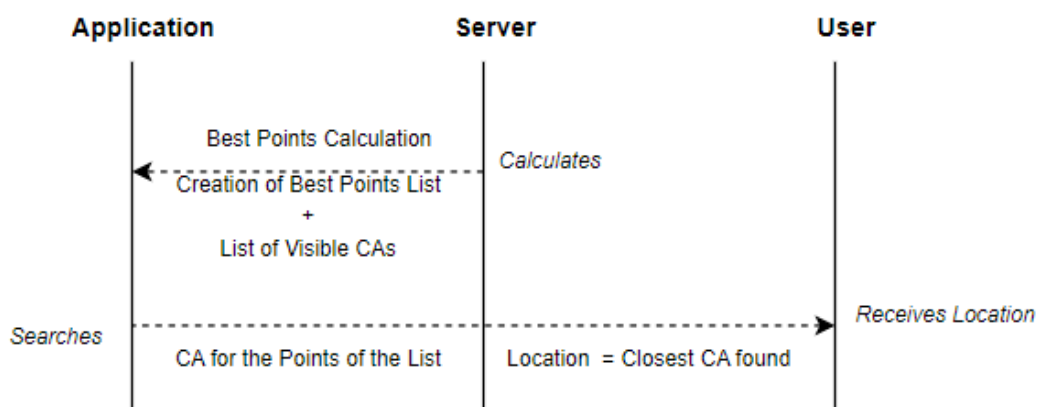 Application
Server
User
Best Points Calculation
Calculates
Creation of Best Points List
+
List of Visible CAs
Receives Location
Searches
CA for the Points of the List
Location = Closest CA found